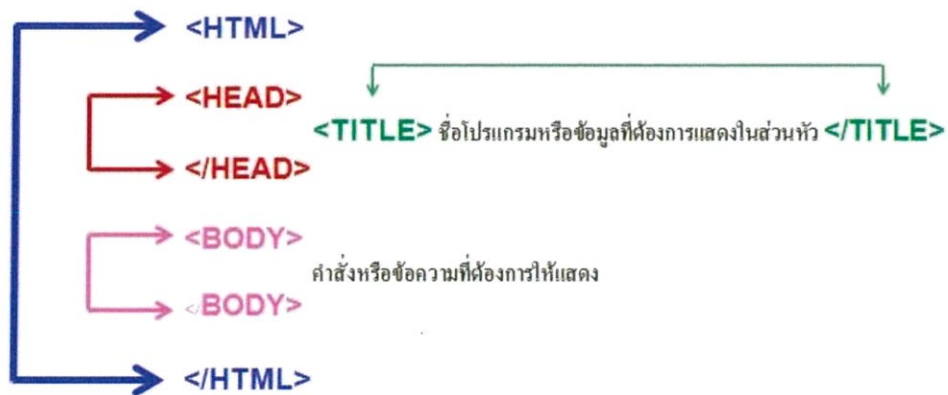 <HTML>
<HEAD>
<TITLE> ชื่อโปรแกรมหรือข้อมูลที่ต้องการแสดงในส่วนหัว </TITLE>
</HEAD>
<BODY>
คำสั่งหรือข้อความที่ต้องการให้แสดง
</BODY>
</HTML>